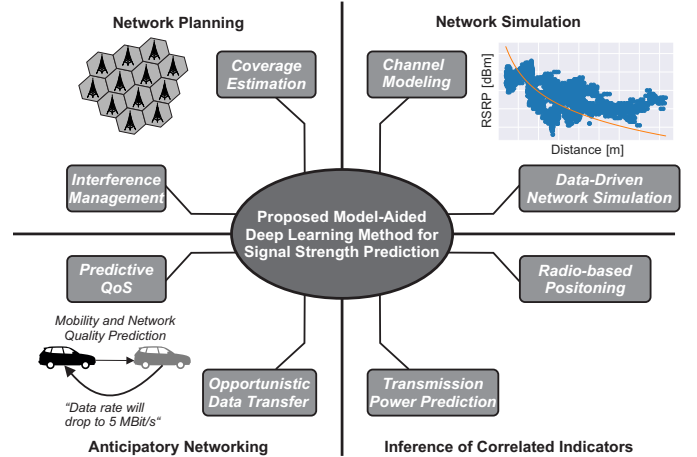 Network Planning
Network Simulation
Coverage
Estimation
Channel
Modeling
RSRP [dBm]
Distance [m]
Interference
Management
Data-Driven
Network Simulation
Proposed Model-Aided
Deep Learning Method for
Signal Strength Prediction
Predictive
QoS
Radio-based
Positoning
Mobility and Network
Quality Prediction
Opportunistic
Data Transfer
Transmission
Power Prediction
"Data rate will
drop to 5 MBit/s"
Anticipatory Networking
Inference of Correlated Indicators